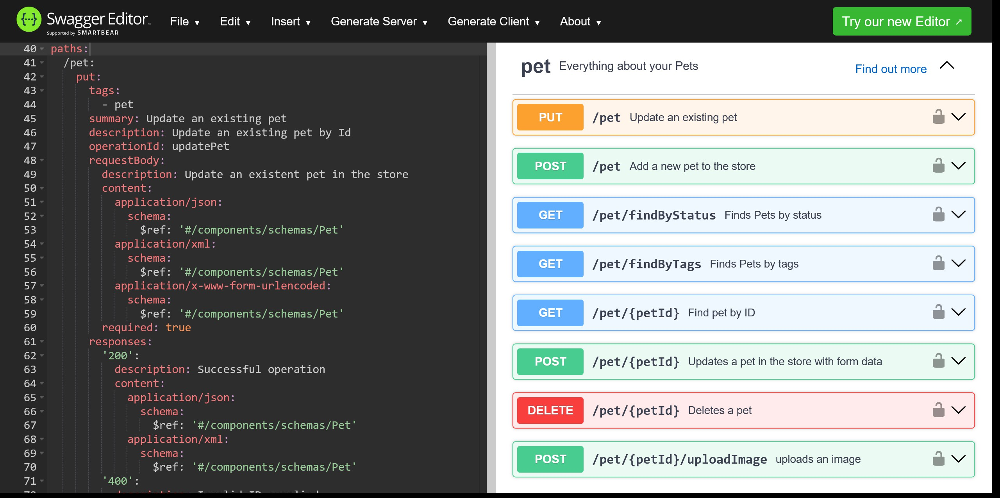 Swagger Editor
Supported by SMARTBEAR
File ▼ Edit ▼ Insert ▼ Generate Server ▼ Generate Client ▼ About ▼
Try our new Editor ↗
40 paths:
41 /pet:
42 put:
43 tags:
44 - pet
45 summary: Update an existing pet
46 description: Update an existing pet by Id
47 operationId: updatePet
48 requestBody:
49 description: Update an existent pet in the store
50 content:
51 application/json:
52 schema:
53 $ref: '#/components/schemas/Pet'
54 application/xml:
55 schema:
56 $ref: '#/components/schemas/Pet'
57 application/x-www-form-urlencoded:
58 schema:
59 $ref: '#/components/schemas/Pet'
60 required: true
61 responses:
62 '200':
63 description: Successful operation
64 content:
65 application/json:
66 schema:
67 $ref: '#/components/schemas/Pet'
68 application/xml:
69 schema:
70 $ref: '#/components/schemas/Pet'
71 '400':
72 description: Invalid ID supplied
pet Everything about your Pets
Find out more
PUT /pet Update an existing pet
POST /pet Add a new pet to the store
GET /pet/findByStatus Finds Pets by status
GET /pet/findByTags Finds Pets by tags
GET /pet/{petId} Find pet by ID
POST /pet/{petId} Updates a pet in the store with form data
DELETE /pet/{petId} Deletes a pet
POST /pet/{petId}/uploadImage uploads an image